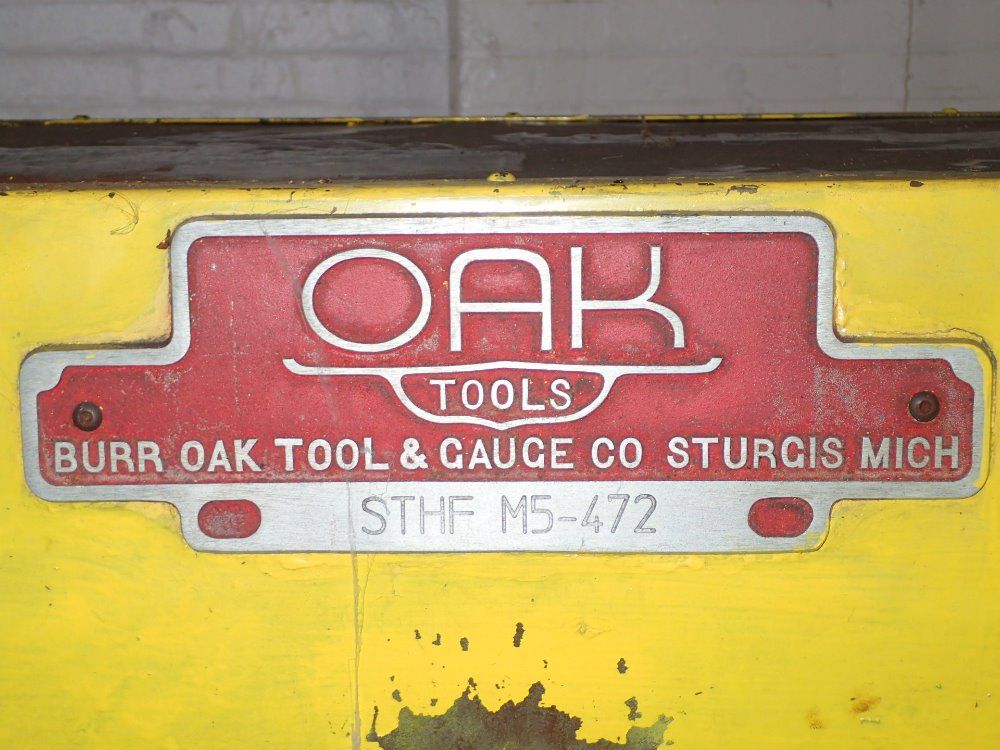 OAK
TOOLS
BURR OAK TOOL & GAUGE CO STURGIS MICH
STHF M5-472